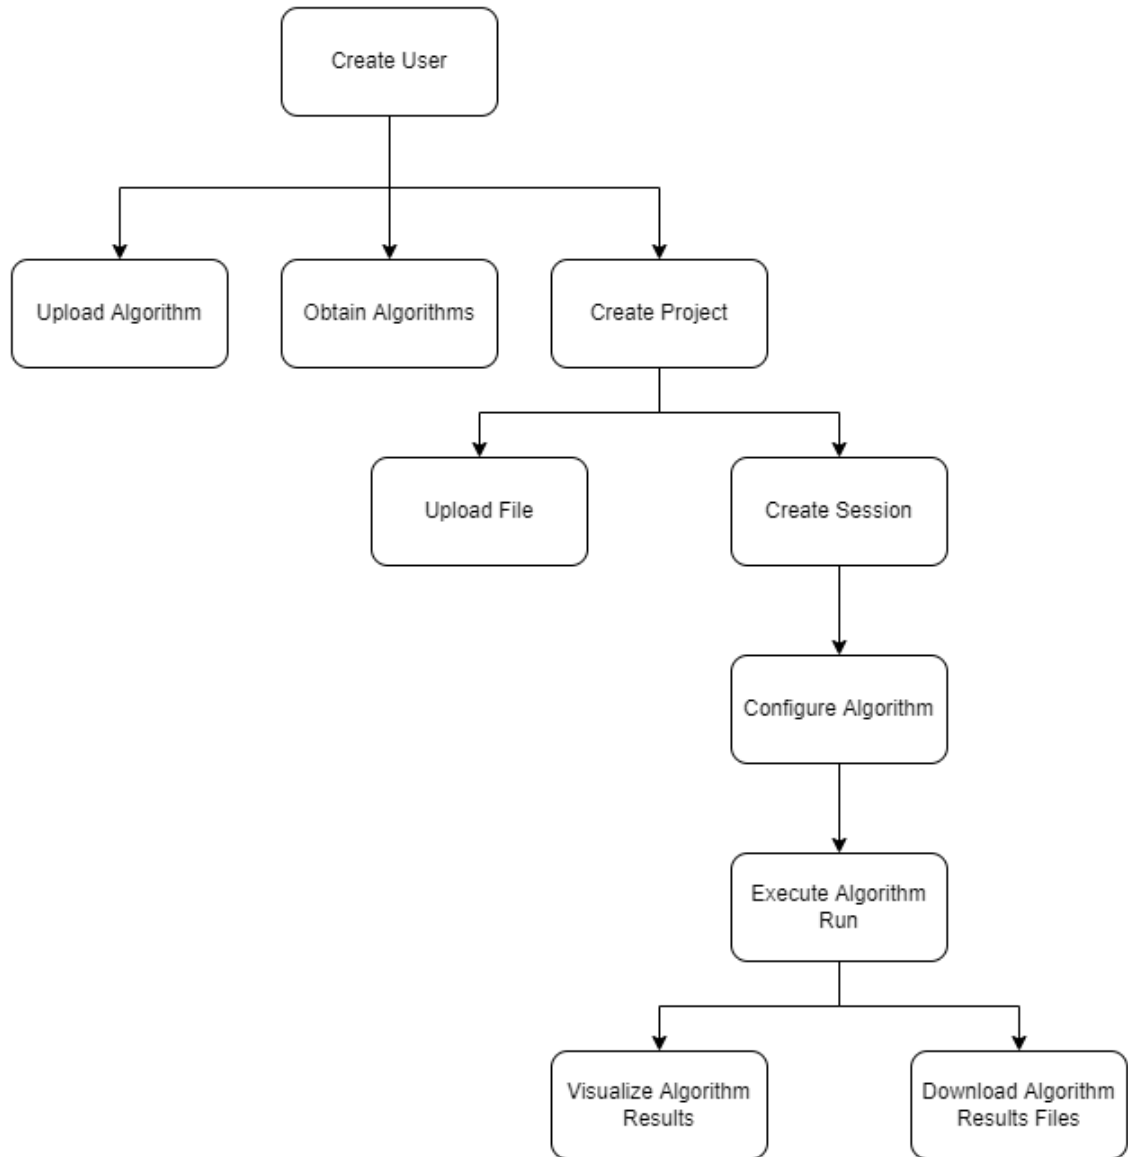 Create User
Upload Algorithm
Obtain Algorithms
Create Project
Upload File
Create Session
Configure Algorithm
Execute Algorithm
Run
Visualize Algorithm
Results
Download Algorithm
Results Files